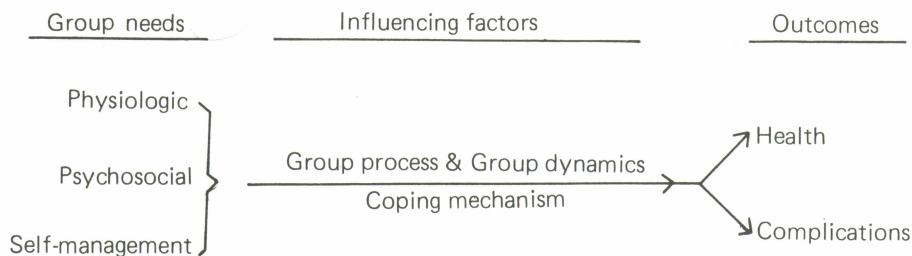 Group needs
Influencing factors
Outcomes
Physiologic
Psychosocial
Self-management
Group process & Group dynamics
Coping mechanism
Health
Complications